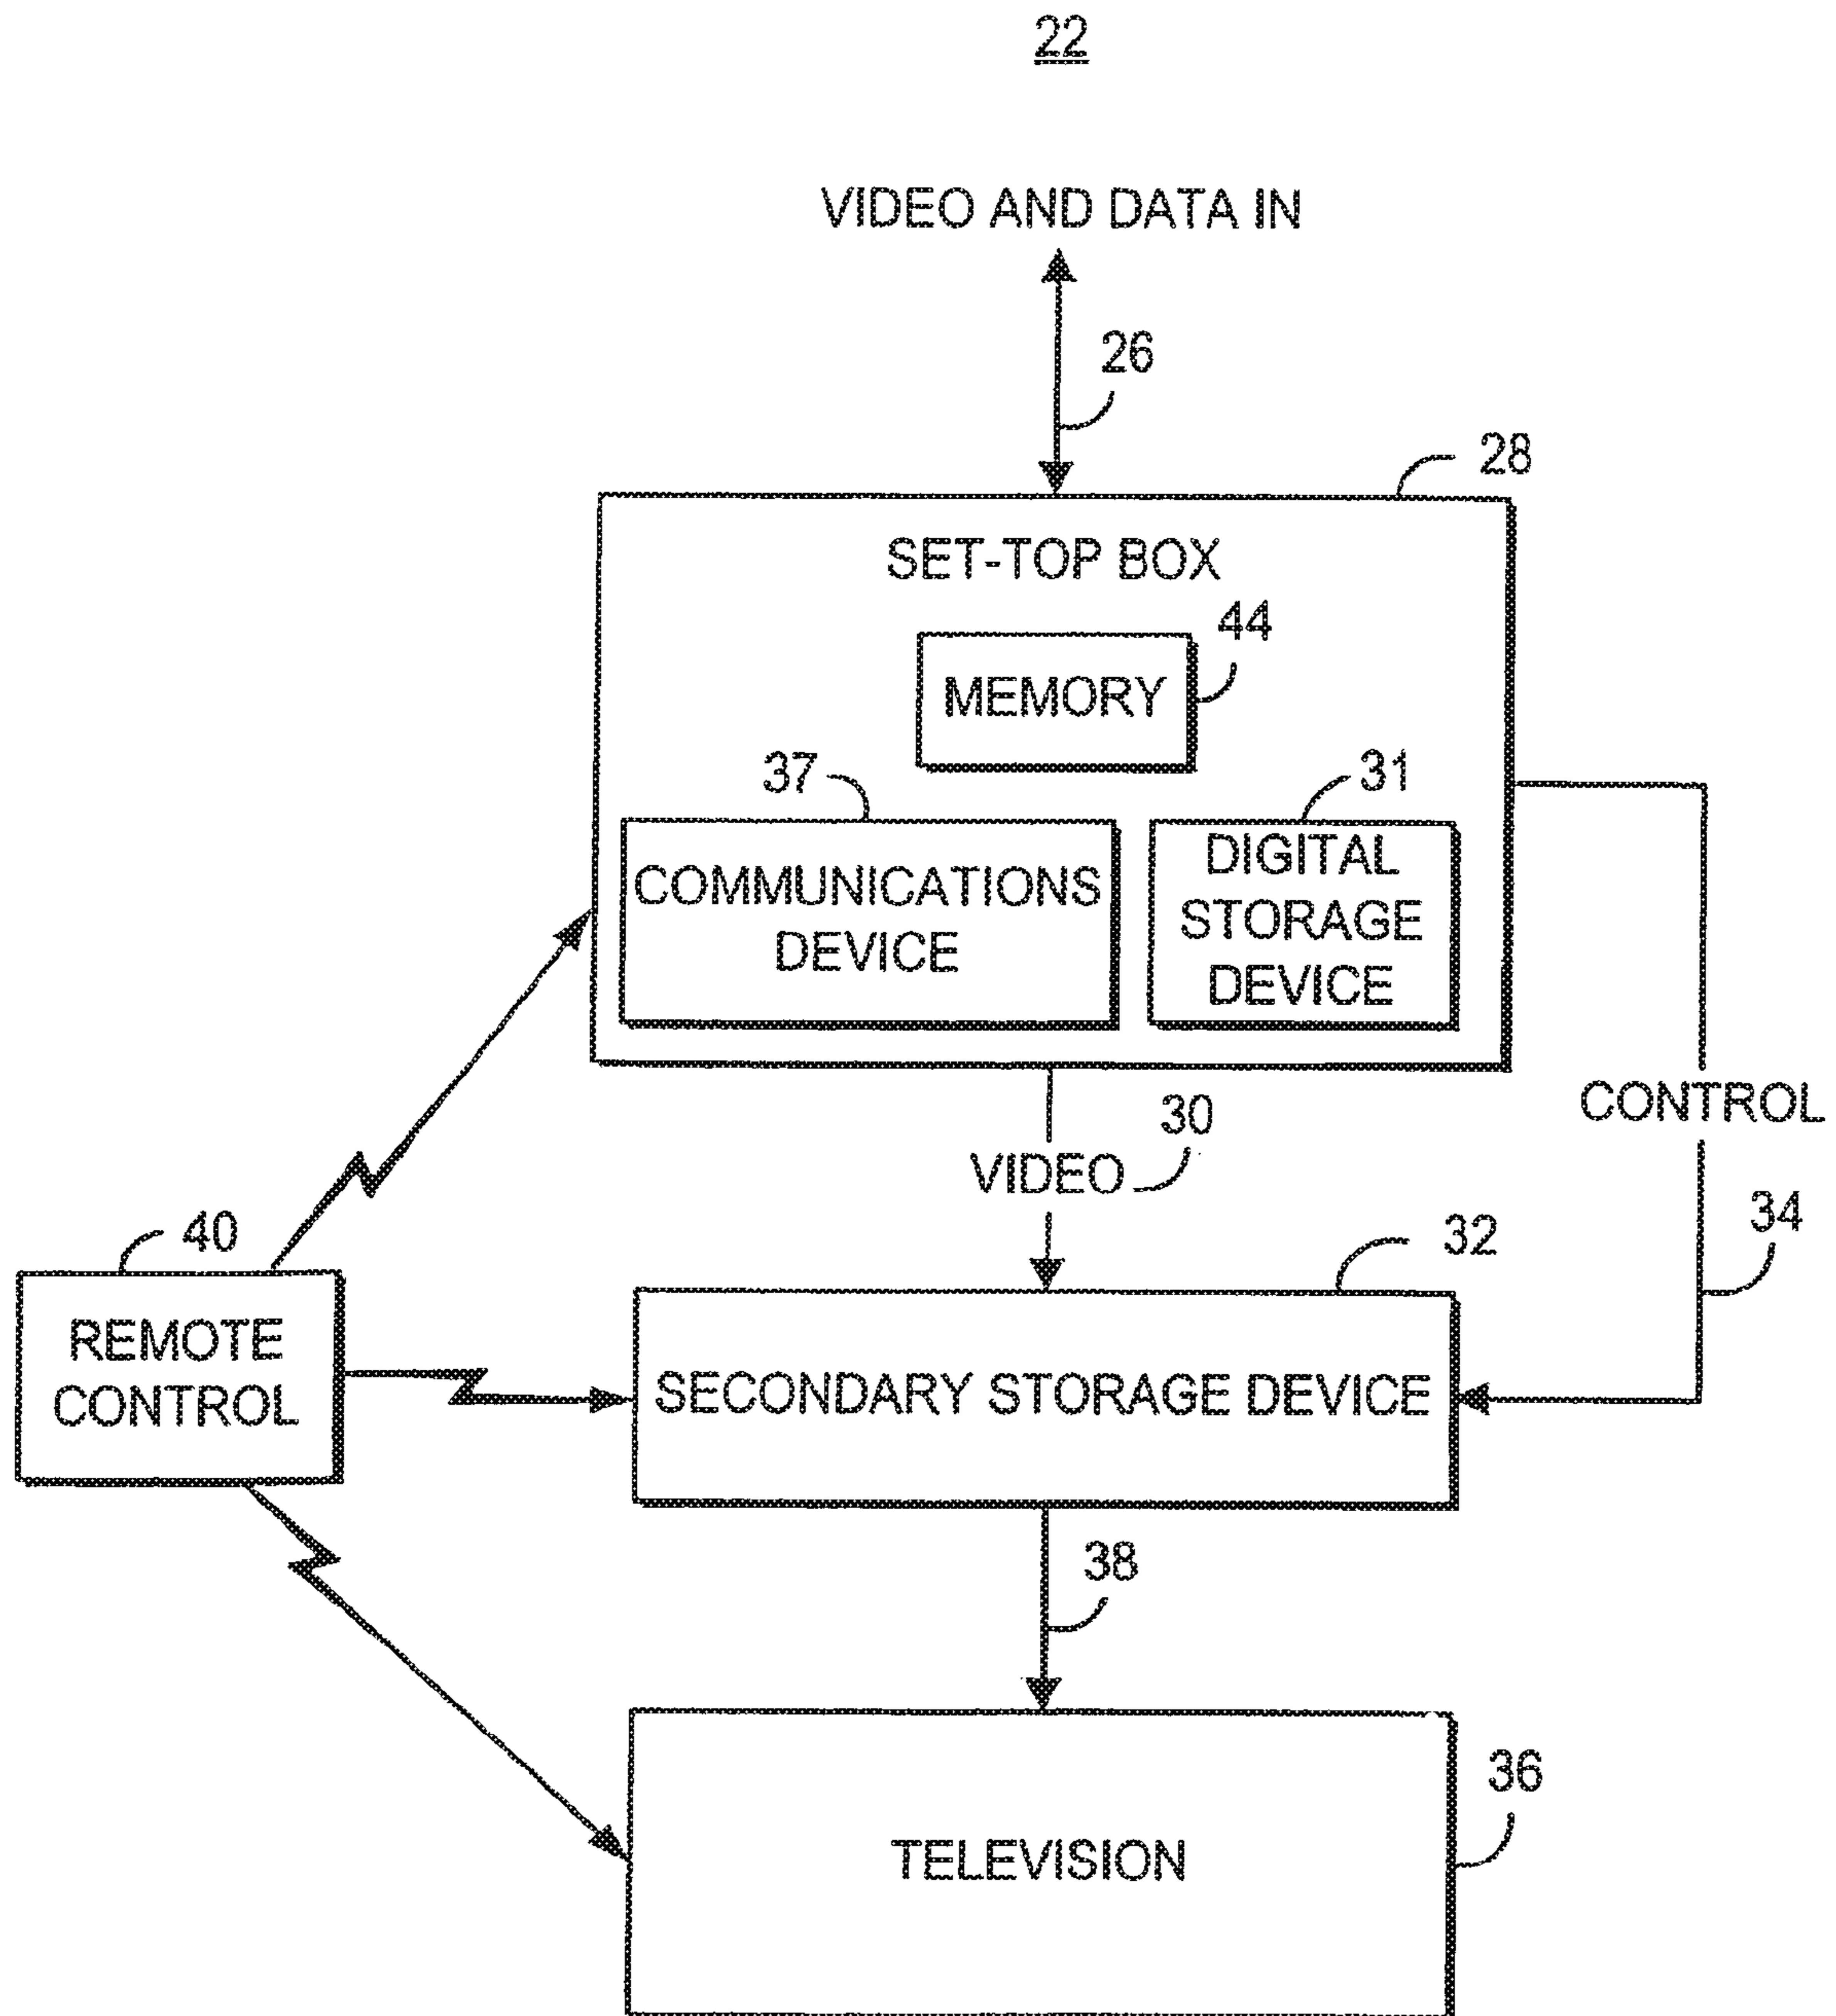 22
VIDEO AND DATA IN
26
28
SET-TOP BOX
44
MEMORY
37
31
COMMUNICATIONS
DEVICE
DIGITAL
STORAGE
DEVICE
CONTROL
30
VIDEO
34
40
32
REMOTE
CONTROL
SECONDARY STORAGE DEVICE
38
36
TELEVISION